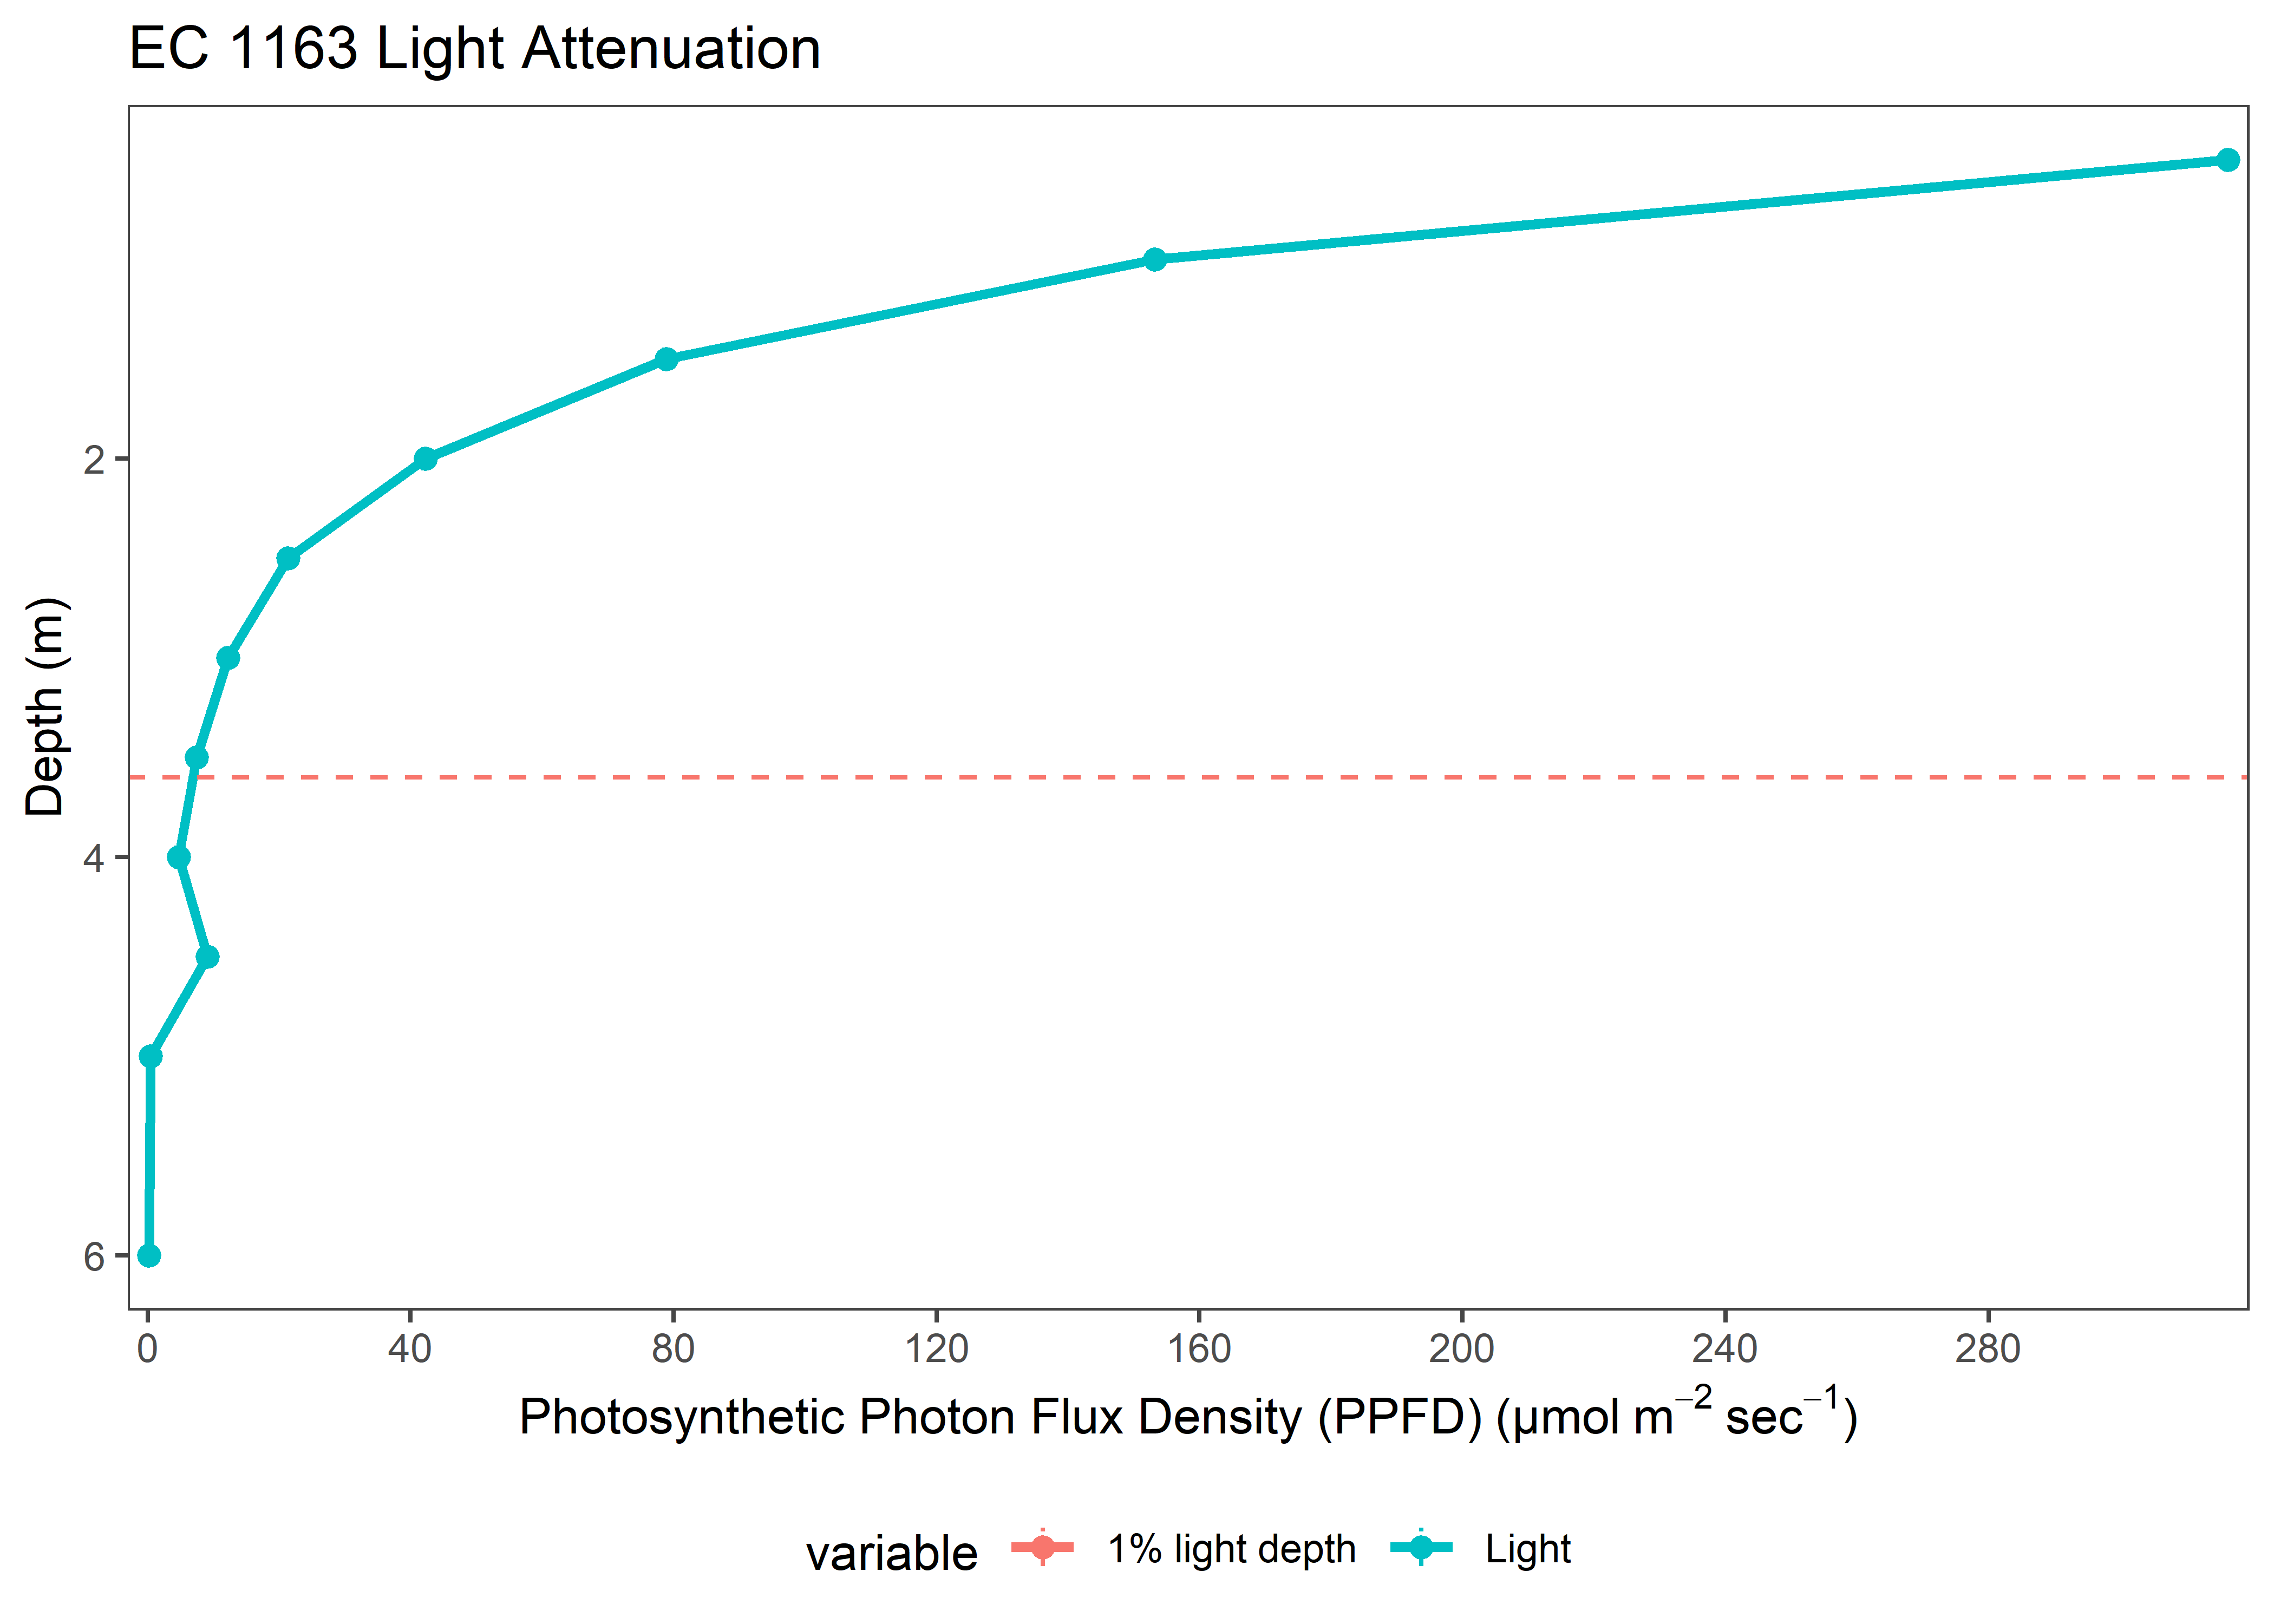 EC 1163 Light Attenuation
Depth (m)
2
4
6
0 40 80 120 160 200 240 280
Photosynthetic Photon Flux Density (PPFD) (µmol m⁻² sec⁻¹)
variable 1% light depth Light